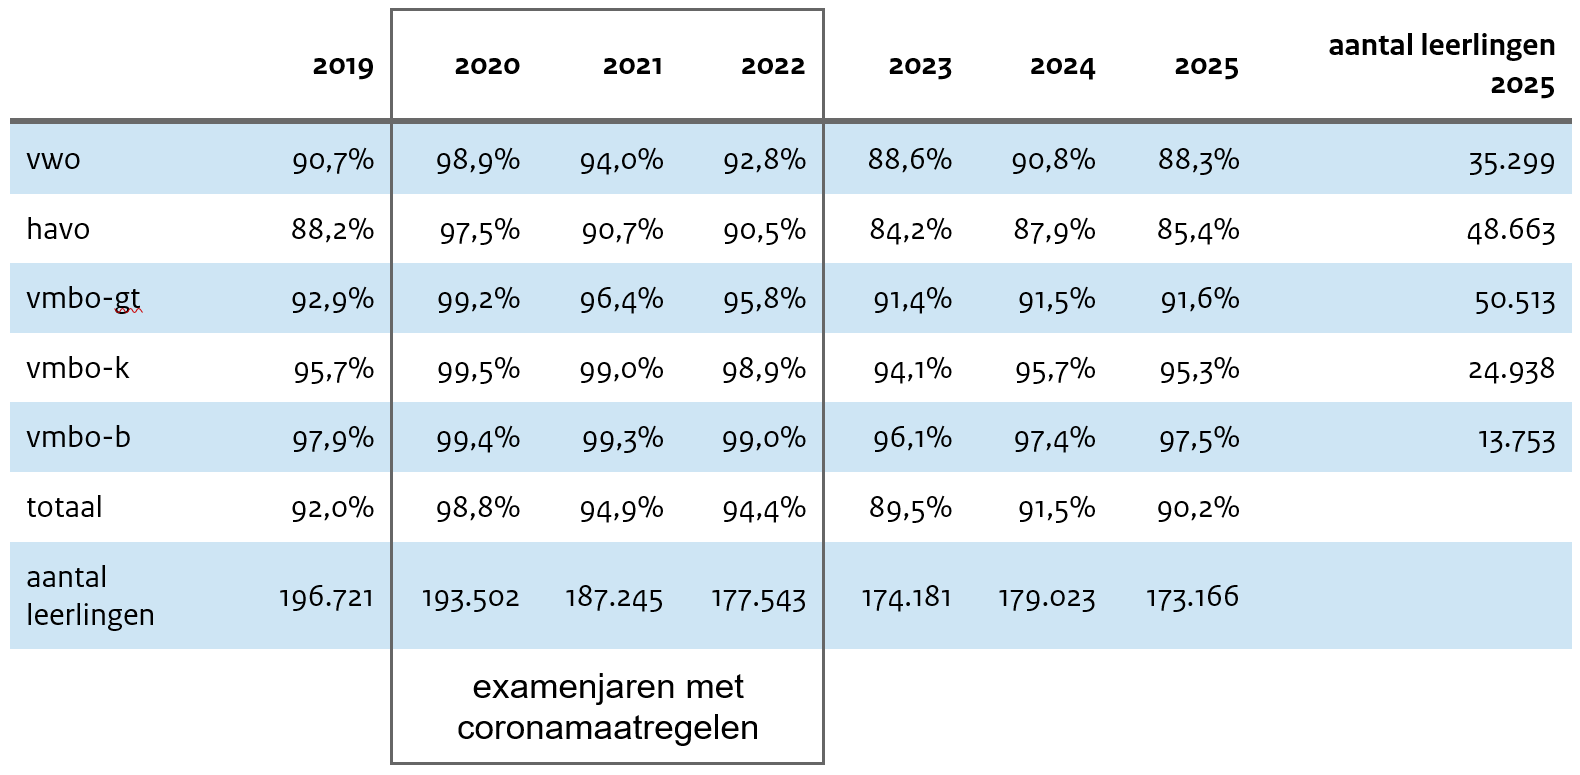 2019 2020 2021 2022 2023 2024 2025 aantal leerlingen
2025
vwo 90,7% 98,9% 94,0% 92,8% 88,6% 90,8% 88,3% 35.299
havo 88,2% 97,5% 90,7% 90,5% 84,2% 87,9% 85,4% 48.663
vmbo-gt 92,9% 99,2% 96,4% 95,8% 91,4% 91,5% 91,6% 50.513
vmbo-k 95,7% 99,5% 99,0% 98,9% 94,1% 95,7% 95,3% 24.938
vmbo-b 97,9% 99,4% 99,3% 99,0% 96,1% 97,4% 97,5% 13.753
totaal 92,0% 98,8% 94,9% 94,4% 89,5% 91,5% 90,2%
aantal
leerlingen 196.721 193.502 187.245 177.543 174.181 179.023 173.166
examenjaren met
coronamaatregelen